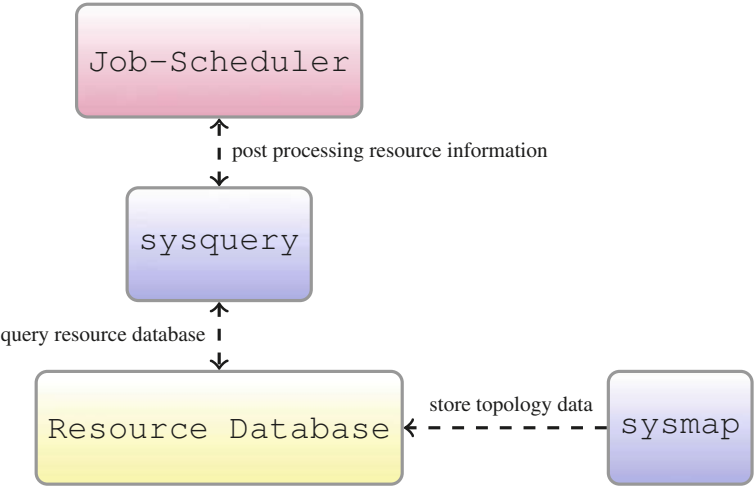 Job-Scheduler
post processing resource information
sysquery
query resource database
Resource Database
store topology data
sysmap